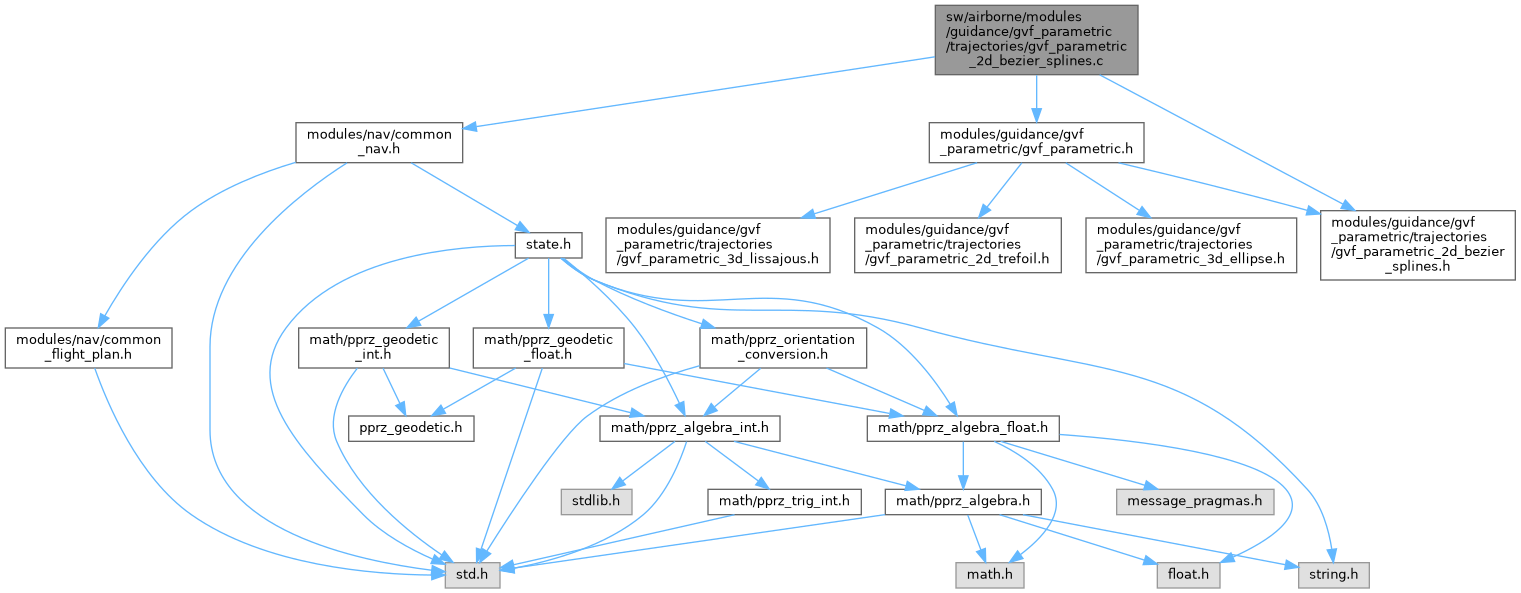 sw/airborne/modules
/guidance/gvf_parametric
/trajectories/gvf_parametric
_2d_bezier_splines.c
modules/nav/common
_nav.h
modules/guidance/gvf
_parametric/gvf_parametric.h
modules/guidance/gvf
_parametric/trajectories
/gvf_parametric_3d_lissajous.h
modules/guidance/gvf
_parametric/trajectories
/gvf_parametric_2d_trefoil.h
modules/guidance/gvf
_parametric/trajectories
/gvf_parametric_3d_ellipse.h
modules/guidance/gvf
_parametric/trajectories
/gvf_parametric_2d_bezier
_splines.h
state.h
modules/nav/common
_flight_plan.h
math/pprz_geodetic
_int.h
math/pprz_geodetic
_float.h
math/pprz_orientation
_conversion.h
pprz_geodetic.h
math/pprz_algebra_int.h
math/pprz_algebra_float.h
stdlib.h
math/pprz_trig_int.h
math/pprz_algebra.h
message_pragmas.h
std.h
math.h
float.h
string.h